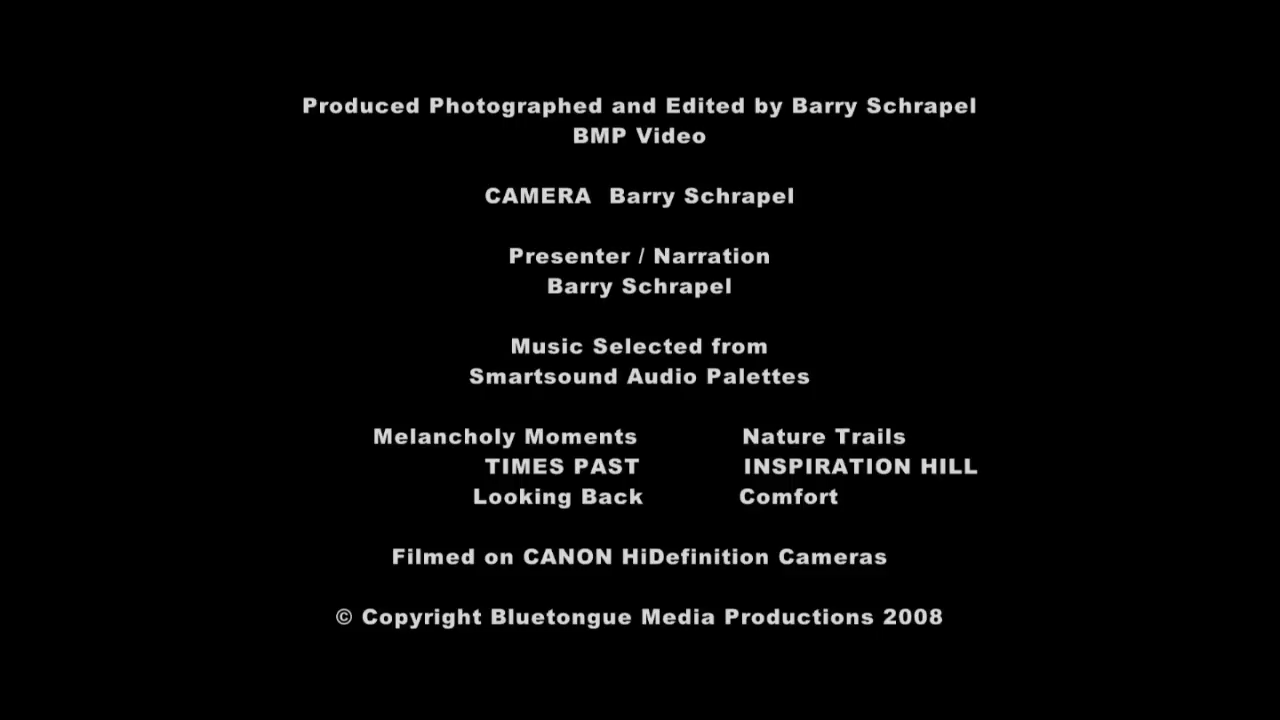 Produced Photographed and Edited by Barry Schrapel
BMP Video
CAMERA Barry Schrapel
Presenter / Narration
Barry Schrapel
Music Selected from
Smartsound Audio Palettes
Melancholy Moments Nature Trails
TIMES PAST INSPIRATION HILL
Looking Back Comfort
Filmed on CANON HiDefinition Cameras
© Copyright Bluetongue Media Productions 2008